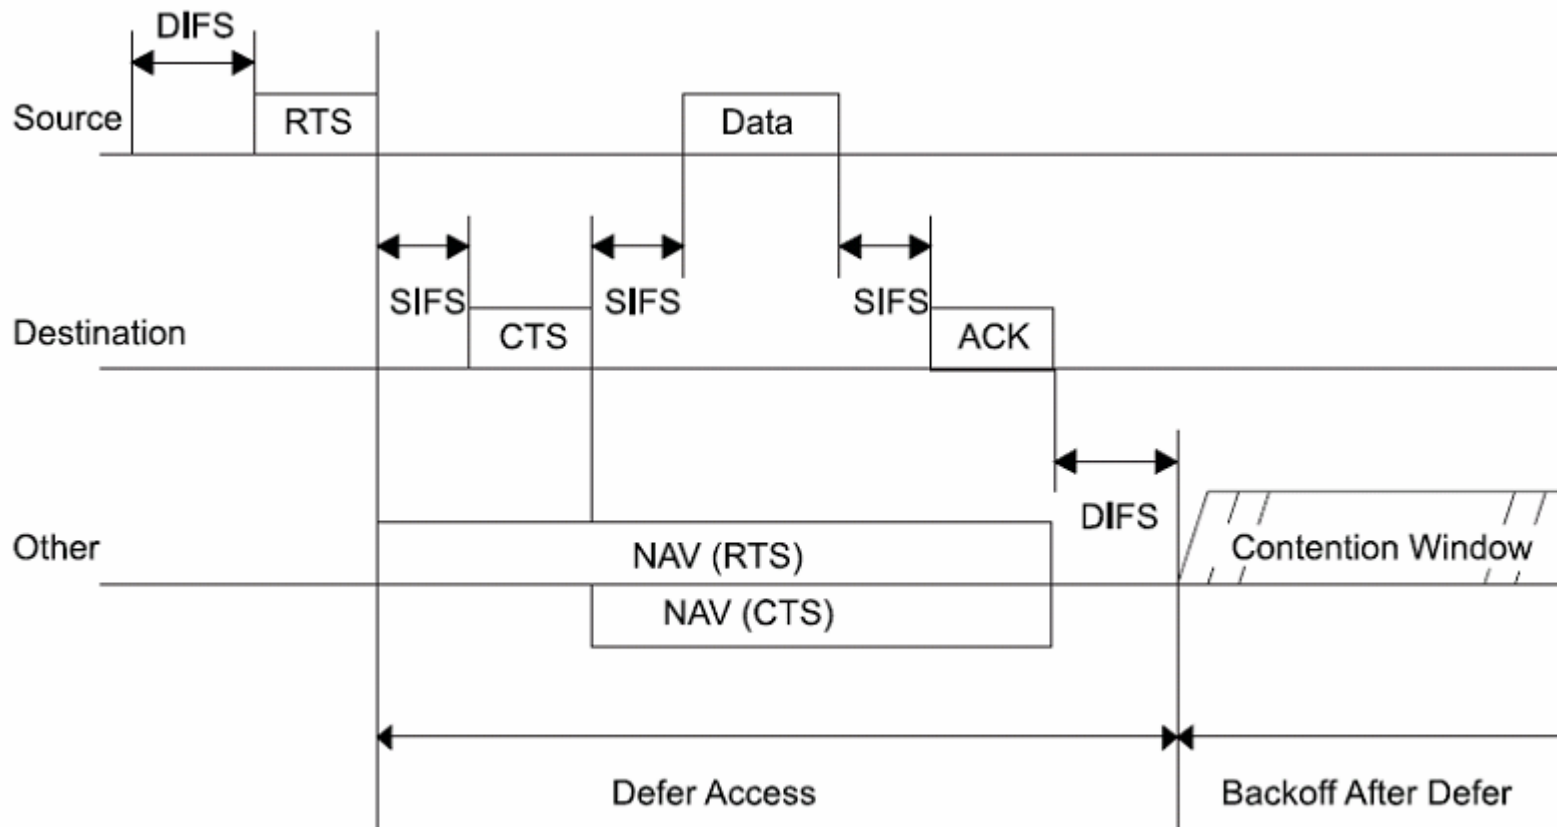 DIFS
Source
RTS
Data
SIFS
SIFS
SIFS
Destination
CTS
ACK
DIFS
Other
NAV (RTS)
Contention Window
NAV (CTS)
Defer Access
Backoff After Defer